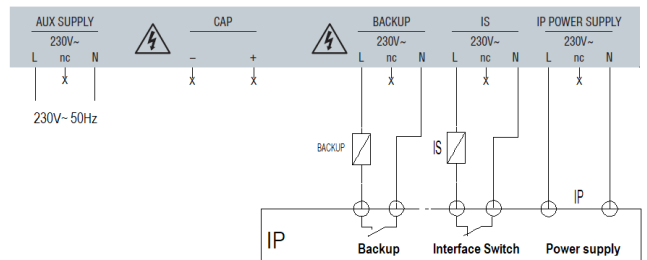 AUX SUPPLY CAP BACKUP IS IP POWER SUPPLY
230V~ 230V~ 230V~ 230V~
L nc N – + L nc N L nc N L nc N
X X X X X X
230V~ 50Hz
BACKUP IS
IP
IP
Backup Interface Switch Power supply